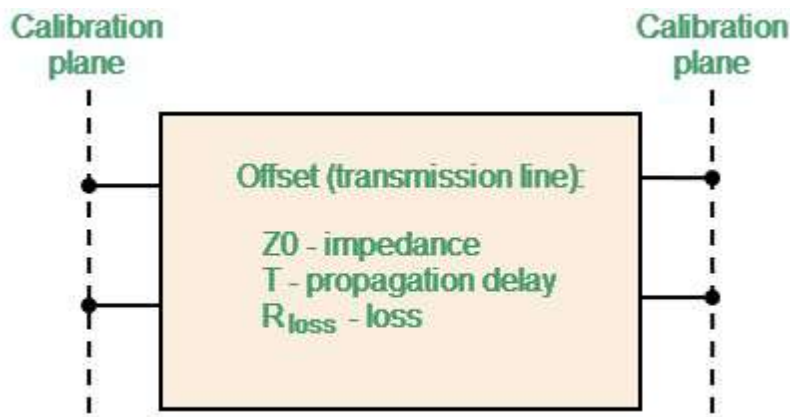 Calibration
plane
Calibration
plane
Offset (transmission line):
Z0 - impedance
T - propagation delay
Rloss - loss